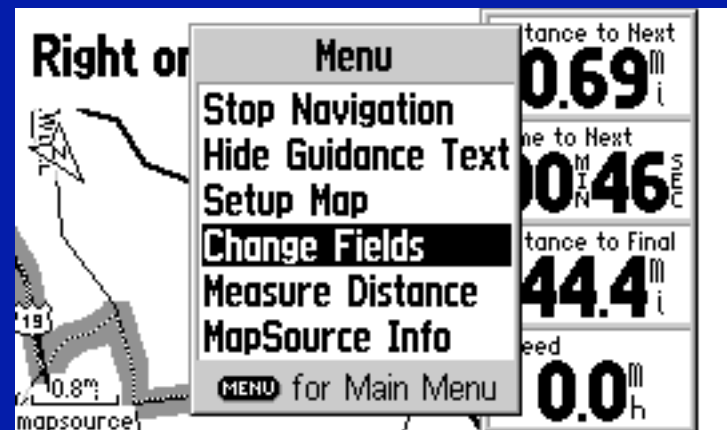 Right or
Menu
Stop Navigation
Hide Guidance Text
Setup Map
Change Fields
Measure Distance
MapSource Info
MENU for Main Menu
19
0.8"
mapsource
tance to Next
0.69 mi
me to Next
00 MIN 46 SEC
tance to Final
44.4 mi
eed
0.0 mh